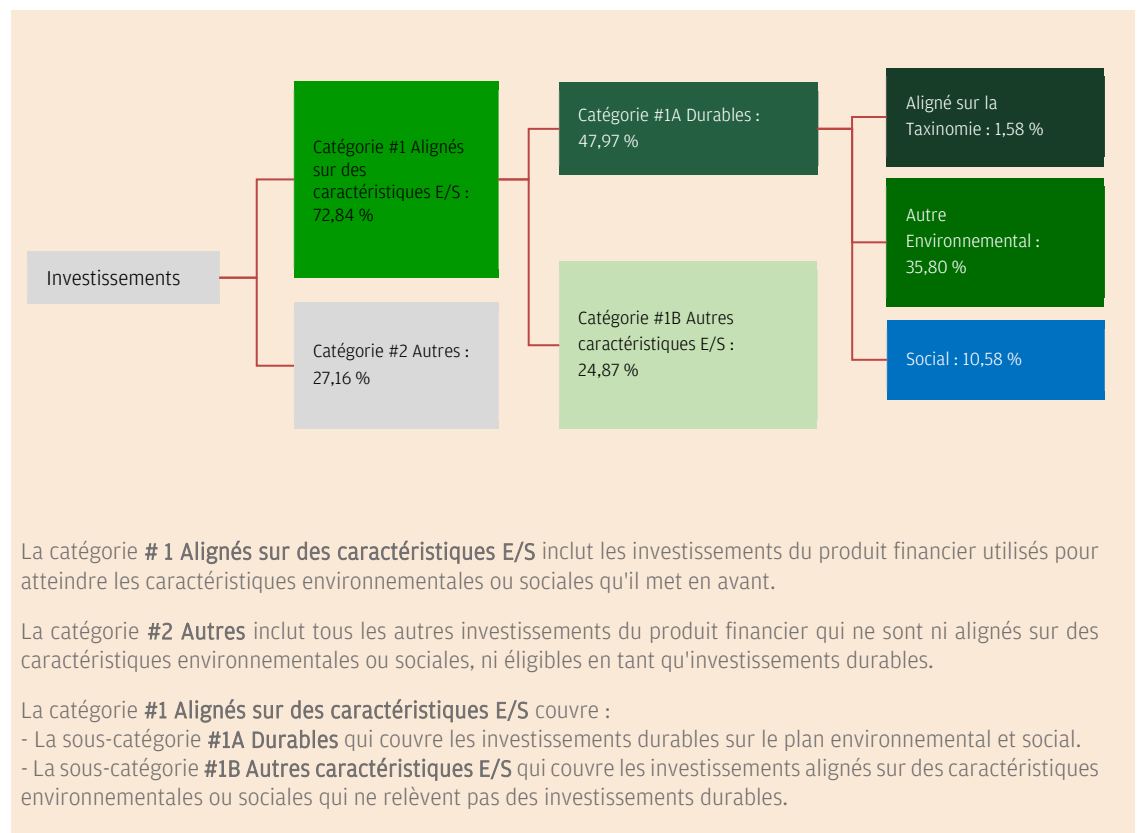 Investissements
Catégorie #1 Alignés
sur des
caractéristiques E/S :
72,84 %
Catégorie #2 Autres :
27,16 %
Catégorie #1A Durables :
47,97 %
Catégorie #1B Autres
caractéristiques E/S :
24,87 %
Aligné sur la
Taxinomie : 1,58 %
Autre
Environnemental :
35,80 %
Social : 10,58 %
La catégorie # 1 Alignés sur des caractéristiques E/S inclut les investissements du produit financier utilisés pour
atteindre les caractéristiques environnementales ou sociales qu'il met en avant.
La catégorie #2 Autres inclut tous les autres investissements du produit financier qui ne sont ni alignés sur des
caractéristiques environnementales ou sociales, ni éligibles en tant qu'investissements durables.
La catégorie #1 Alignés sur des caractéristiques E/S couvre :
- La sous-catégorie #1A Durables qui couvre les investissements durables sur le plan environnemental et social.
- La sous-catégorie #1B Autres caractéristiques E/S qui couvre les investissements alignés sur des caractéristiques
environnementales ou sociales qui ne relèvent pas des investissements durables.